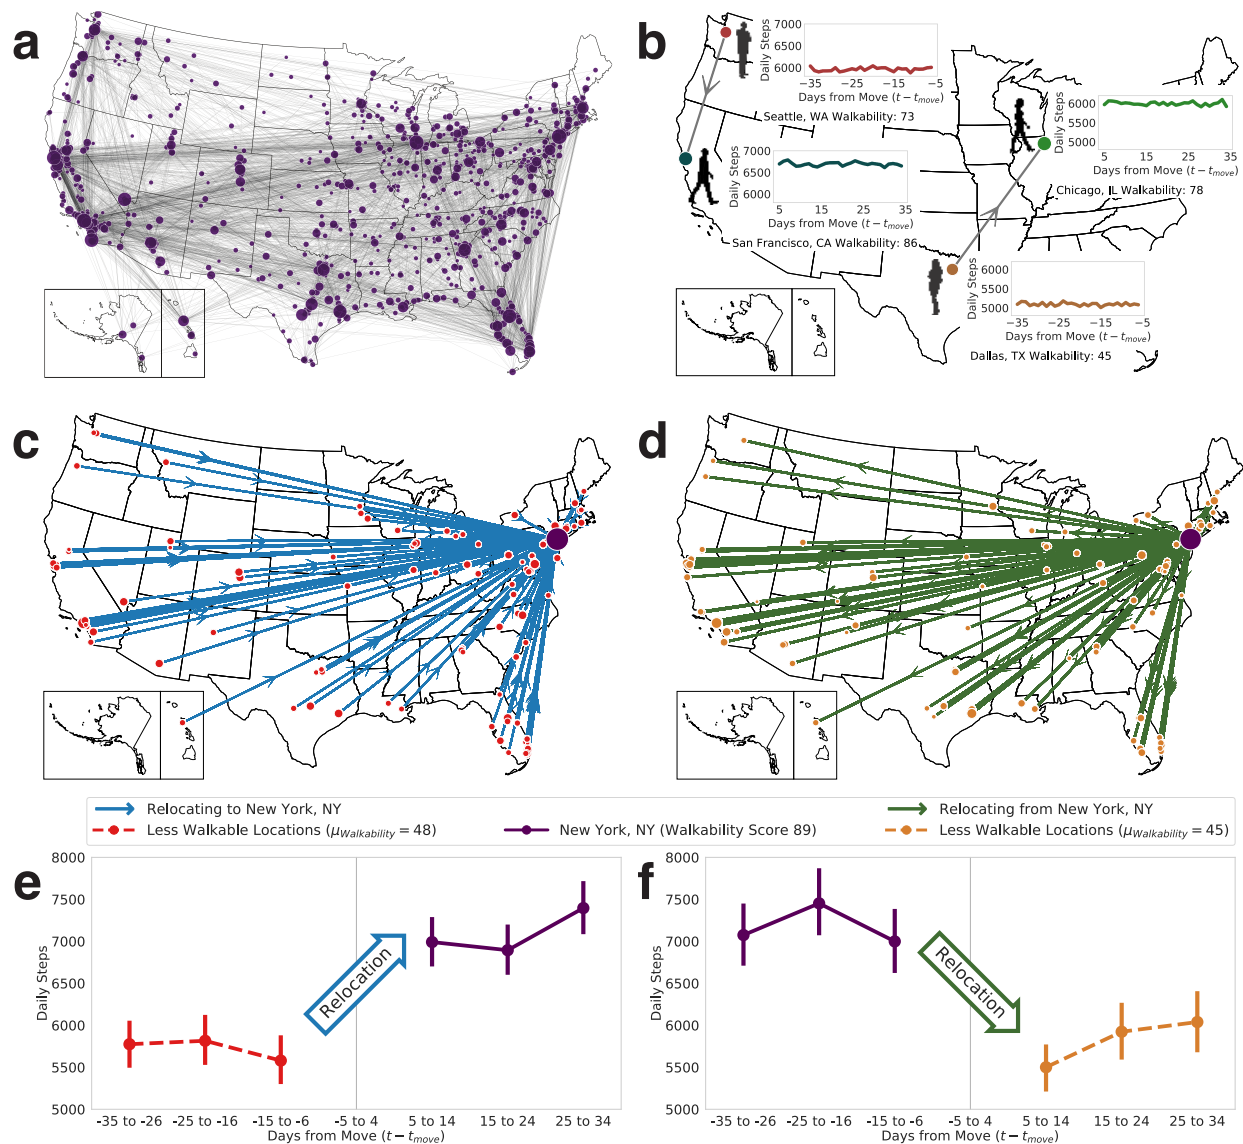 a
b
Daily Steps
7000
6500
6000
−35
−25
−15
−5
Days from Move (t − tmove)
Seattle, WA Walkability: 73
Daily Steps
7000
6500
6000
5
15
25
35
Days from Move (t − tmove)
San Francisco, CA Walkability: 86
Daily Steps
6000
5000
5
15
25
35
Days from Move (t − tmove)
Chicago, IL Walkability: 78
Daily Steps
6000
5000
−35
−25
−15
−5
Days from Move (t − tmove)
Dallas, TX Walkability: 45
c
d
Relocating to New York, NY
Relocating from New York, NY
Less Walkable Locations (μWalkability = 48)
New York, NY (Walkability Score 89)
Less Walkable Locations (μWalkability = 45)
e
Daily Steps
8000
7500
7000
6500
6000
5500
5000
Relocation
-35 to -26
-25 to -16
-15 to -6
-5 to 4
5 to 14
15 to 24
25 to 34
Days from Move (t − tmove)
f
Daily Steps
8000
7500
7000
6500
6000
5500
5000
Relocation
-35 to -26
-25 to -16
-15 to -6
-5 to 4
5 to 14
15 to 24
25 to 34
Days from Move (t − tmove)